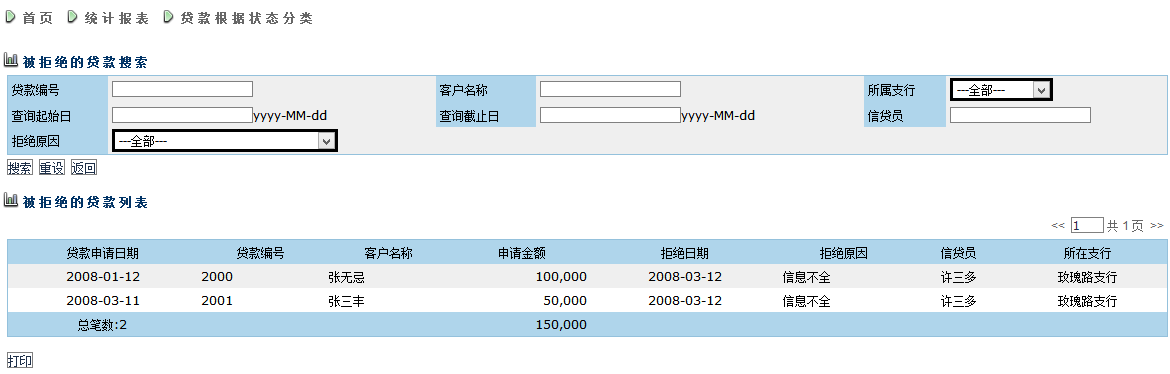 首页 统计报表 贷款根据状态分类
被拒绝的贷款搜索
贷款编号 客户名称 所属支行 ---全部---
查询起始日 yyyy-MM-dd 查询截止日 yyyy-MM-dd 信贷员
拒绝原因 ---全部---
搜索 重设 返回
被拒绝的贷款列表
<< 1 共 1页 >>
贷款申请日期 贷款编号 客户名称 申请金额 拒绝日期 拒绝原因 信贷员 所在支行
2008-01-12 2000 张无忌 100,000 2008-03-12 信息不全 许三多 玫瑰路支行
2008-03-11 2001 张三丰 50,000 2008-03-12 信息不全 许三多 玫瑰路支行
总笔数:2 150,000
打印